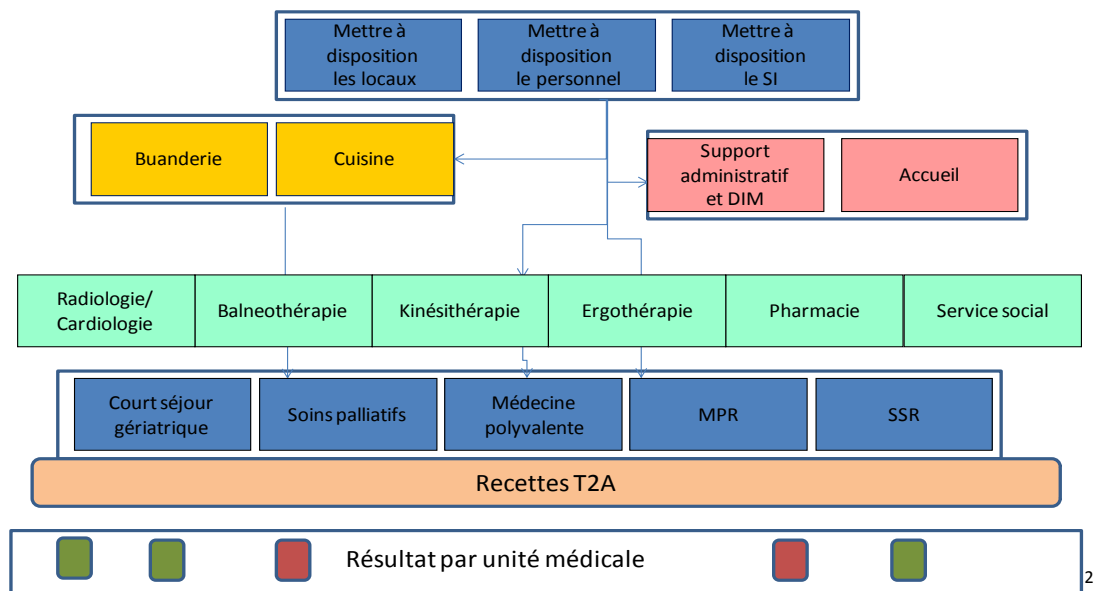 Mettre à
disposition
les locaux
Mettre à
disposition
le personnel
Mettre à
disposition
le SI
Buanderie
Cuisine
Support
administratif
et DIM
Accueil
Radiologie/
Cardiologie
Balneothérapie
Kinésithérapie
Ergothérapie
Pharmacie
Service social
Court séjour
gériatrique
Soins palliatifs
Médecine
polyvalente
MPR
SSR
Recettes T2A
Résultat par unité médicale
2